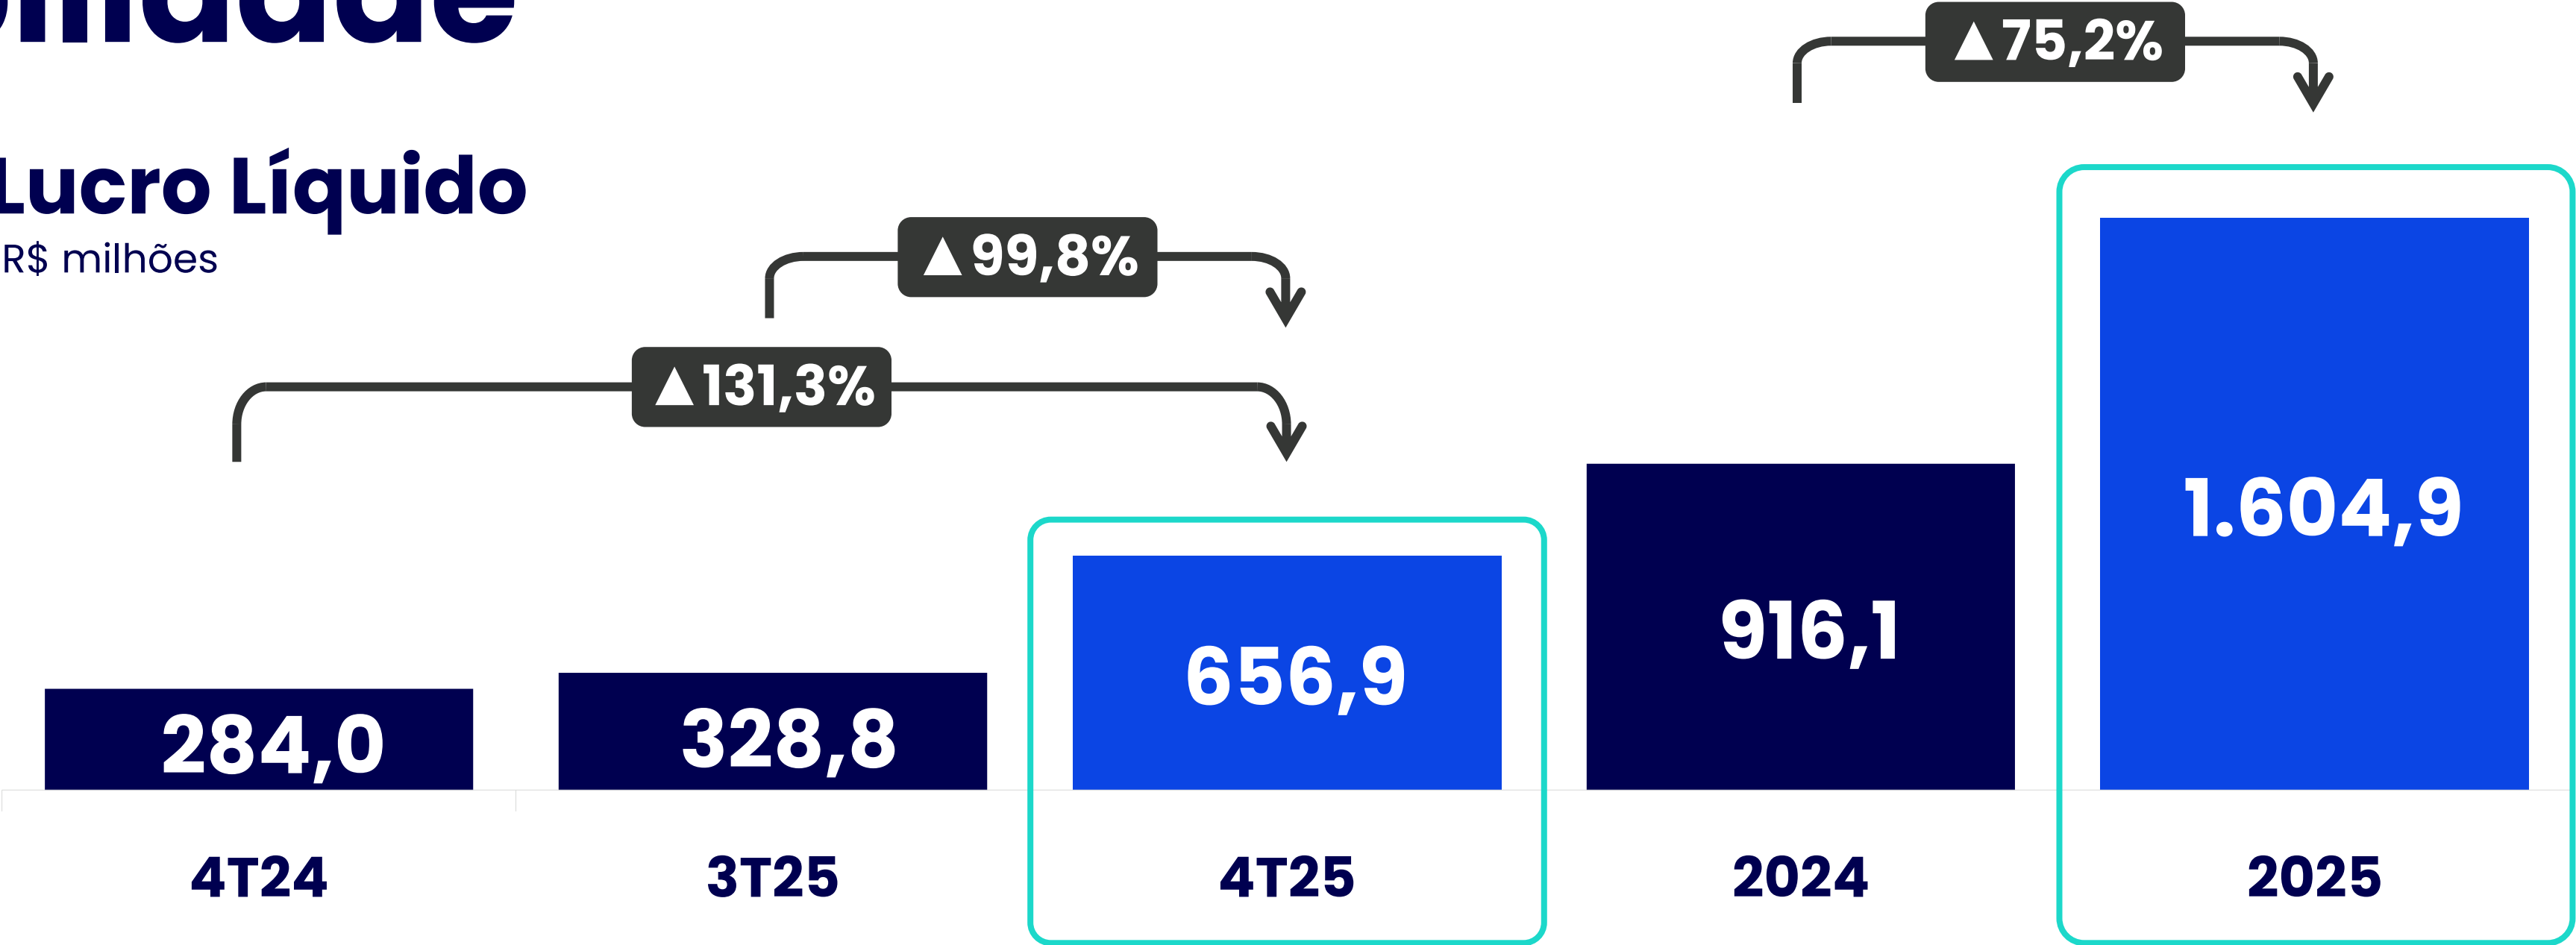 Lucro Líquido
R$ milhões
▲75,2%
▲99,8%
▲131,3%
284,0
328,8
656,9
916,1
1.604,9
4T24
3T25
4T25
2024
2025